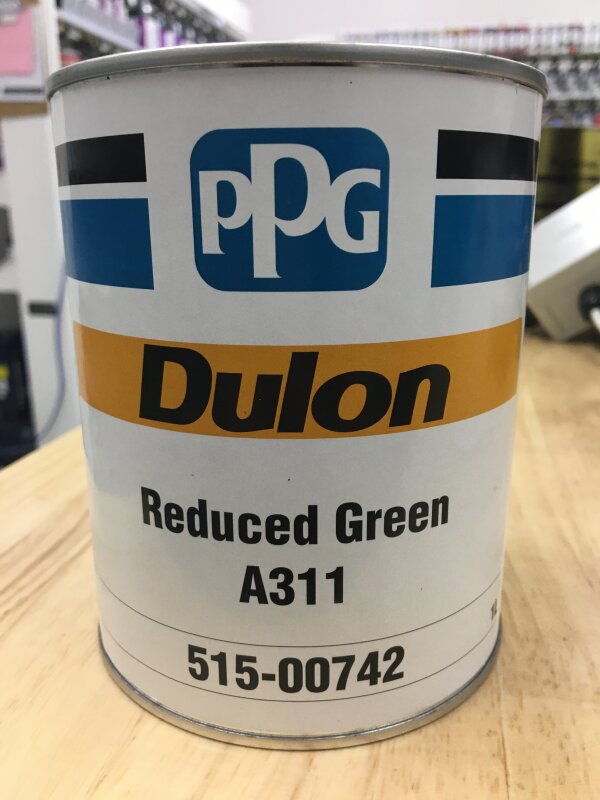 PPG
Dulon
Reduced Green
A311
1L
515-00742